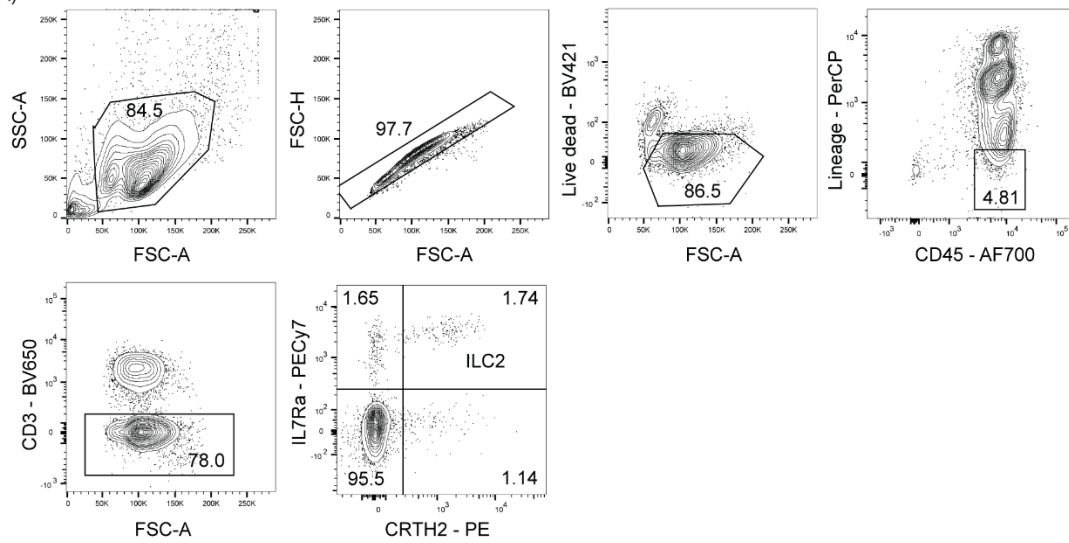 SSC-A
250K
200K
150K
100K
50K
0
84.5
0 50K 100K 150K 200K 250K
FSC-A
FSC-H
250K
200K
150K
100K
50K
0
97.7
0 50K 100K 150K 200K 250K
FSC-A
Live dead - BV421
10³
10²
0
-10²
86.5
0 50K 100K 150K 200K 250K
FSC-A
Lineage - PerCP
10⁴
10³
10²
0
4.81
-10³ 0 10³ 10⁴ 10⁵
CD45 - AF700
CD3 - BV650
10⁵
10⁴
10³
0
-10³
78.0
0 50K 100K 150K 200K 250K
FSC-A
IL7Ra - PECy7
10⁴
10³
10²
0
-10²
1.65 1.74
ILC2
95.5 1.14
0 10³ 10⁴
CRTH2 - PE